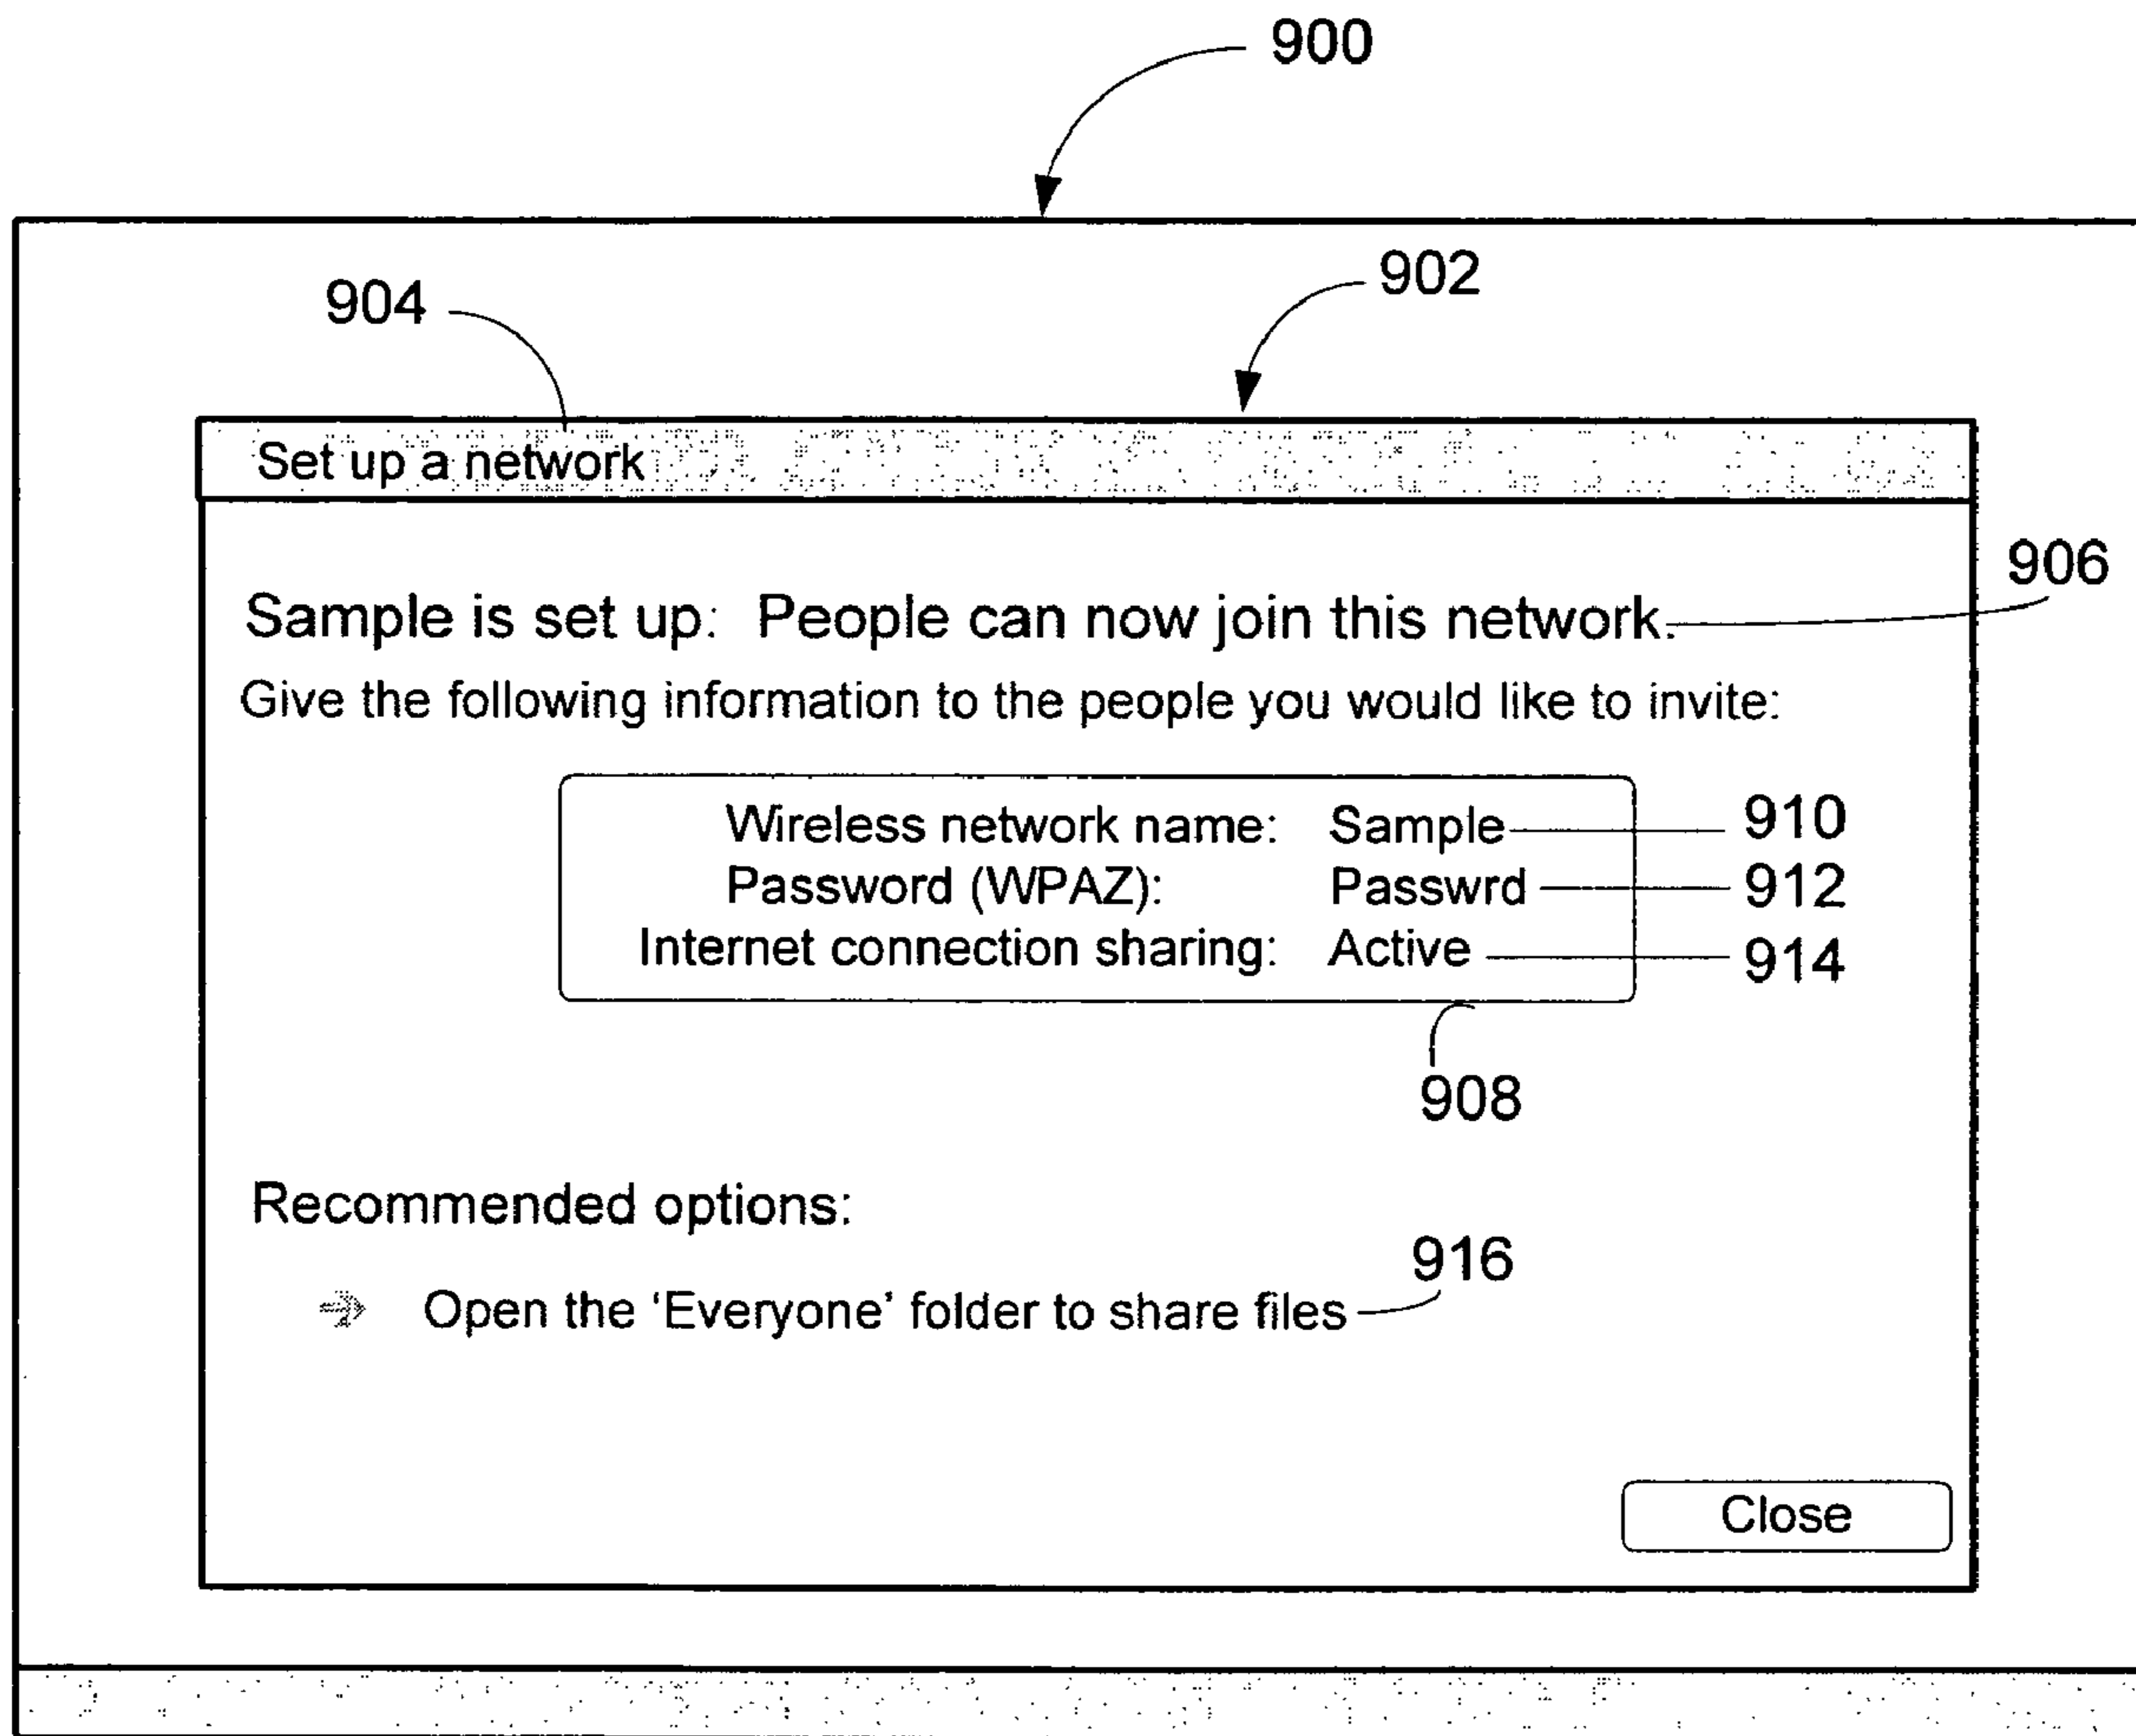 900
902
904
Set up a network
906
Sample is set up: People can now join this network.
Give the following information to the people you would like to invite:
Wireless network name: Sample 910
Password (WPAZ): Passwrd 912
Internet connection sharing: Active 914
908
Recommended options:
916
Open the ‘Everyone’ folder to share files
Close